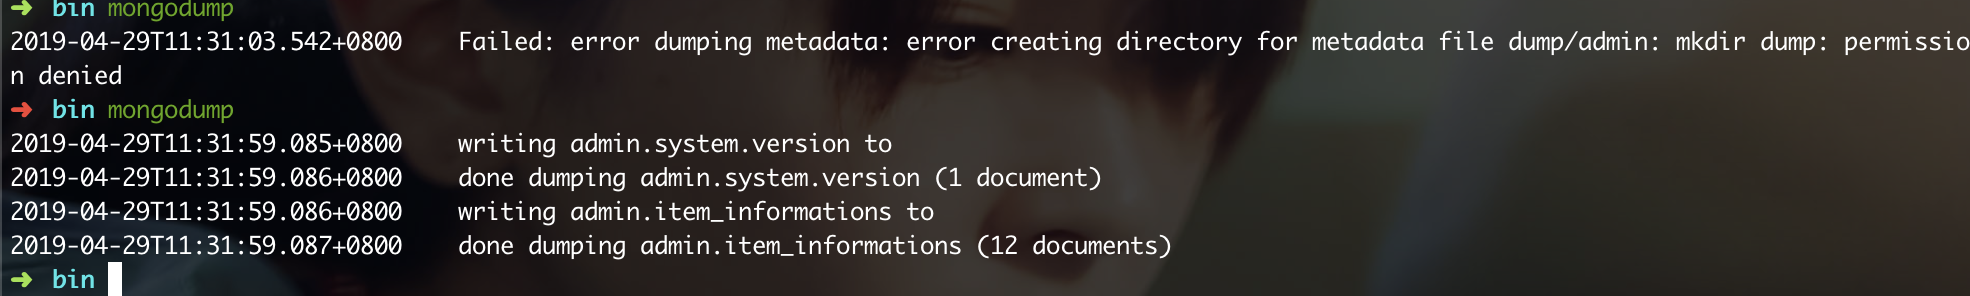 ➜ bin mongodump
2019-04-29T11:31:03.542+0800 Failed: error dumping metadata: error creating directory for metadata file dump/admin: mkdir dump: permissio
n denied
➜ bin mongodump
2019-04-29T11:31:59.085+0800 writing admin.system.version to
2019-04-29T11:31:59.086+0800 done dumping admin.system.version (1 document)
2019-04-29T11:31:59.086+0800 writing admin.item_informations to
2019-04-29T11:31:59.087+0800 done dumping admin.item_informations (12 documents)
➜ bin